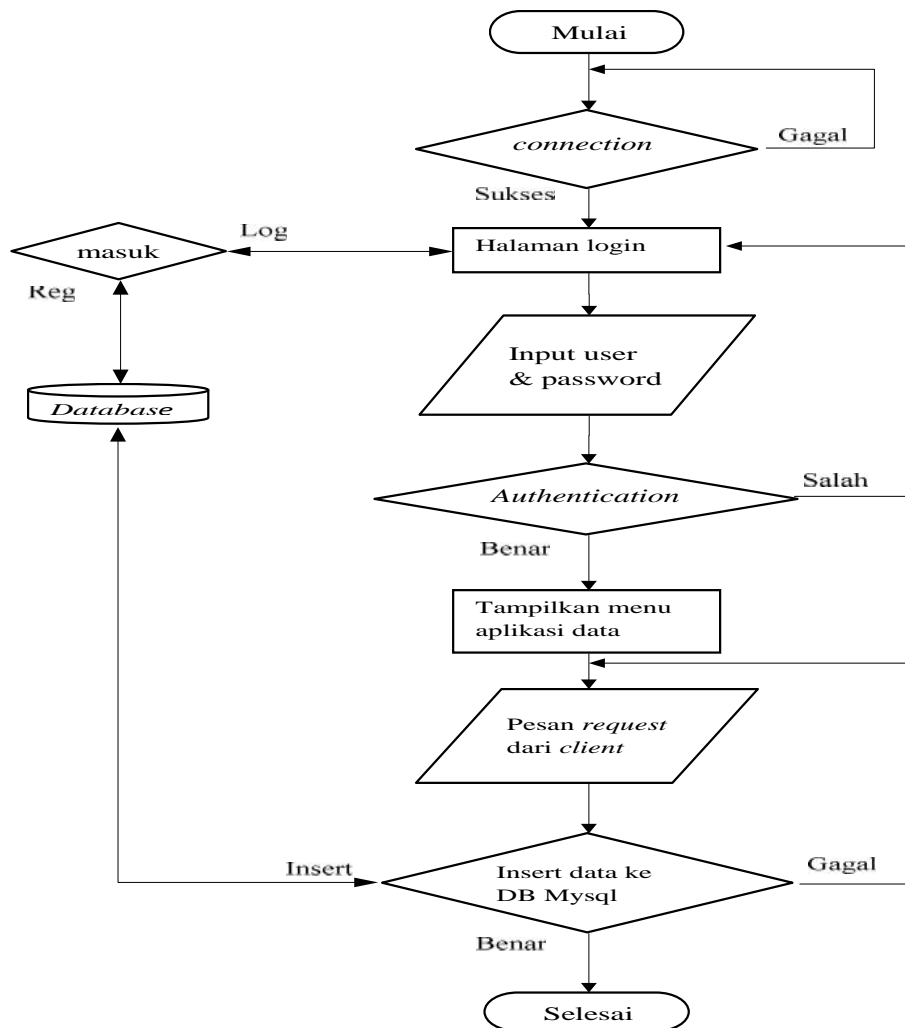 Mulai
connection
Gagal
Sukses
Log
masuk
Halaman login
Reg
Input user
& password
Database
Authentication
Salah
Benar
Tampilkan menu
aplikasi data
Pesan request
dari client
Insert
Insert data ke
DB Mysql
Gagal
Benar
Selesai